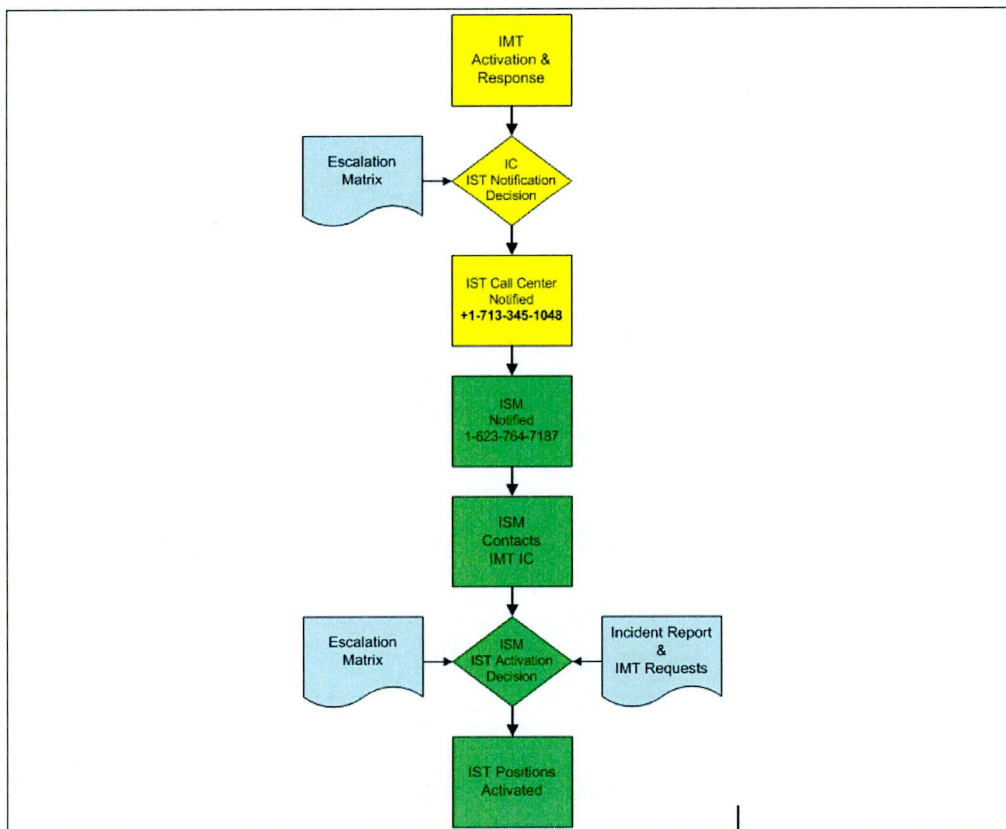 IMT
Activation &
Response
Escalation
Matrix
IC
IST Notification
Decision
IST Call Center
Notified
+1-713-345-1048
ISM
Notified
1-623-764-7187
ISM
Contacts
IMT IC
Escalation
Matrix
ISM
IST Activation
Decision
Incident Report
&
IMT Requests
IST Positions
Activated